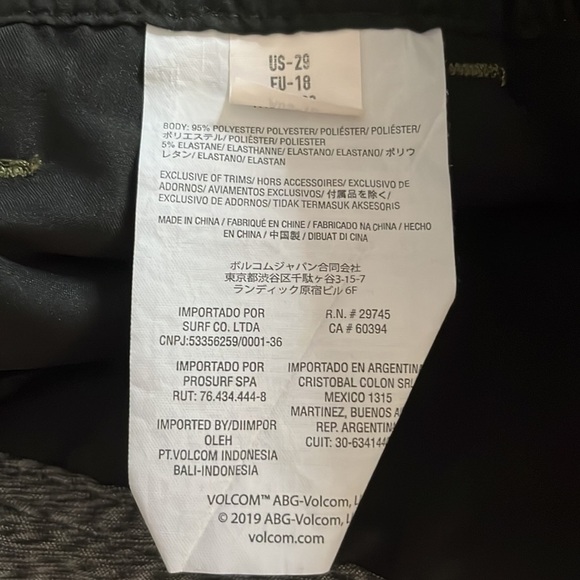 US-29
EU-18
BODY: 95% POLYESTER/ POLYESTER/ POLIÉSTER/ POLIÉSTER/
ポリエステル/ POLIÉSTER/ POLIESTER
5% ELASTANE/ ELASTHANNE/ ELASTANO/ ELASTANO/ ポリウ
レタン/ ELASTANO/ ELASTAN
EXCLUSIVE OF TRIMS/ HORS ACCESSOIRES/ EXCLUSIVO DE
ADORNOS/ AVIAMENTOS EXCLUSIVOS/ 付属品を除く/
EXCLUSIVO DE ADORNOS/ TIDAK TERMASUK AKSESORIS
MADE IN CHINA / FABRIQUÉ EN CHINE / FABRICADO NA CHINA / HECHO
EN CHINA / 中国製 / DIBUAT DI CINA
ボルコムジャパン合同会社
東京都渋谷区千駄ヶ谷3-15-7
ランディック原宿ビル 6F
IMPORTADO POR
SURF CO. LTDA
CNPJ:53356259/0001-36
R.N. # 29745
CA # 60394
IMPORTADO POR
PROSURF SPA
RUT: 76.434.444-8
IMPORTADO EN ARGENTIN
CRISTOBAL COLON SRL
MEXICO 1315
MARTINEZ, BUENOS A
REP. ARGENTIN
CUIT: 30-634144
IMPORTED BY/DIIMPOR
OLEH
PT.VOLCOM INDONESIA
BALI-INDONESIA
VOLCOM™ ABG-Volcom, L
© 2019 ABG-Volcom, L
volcom.com